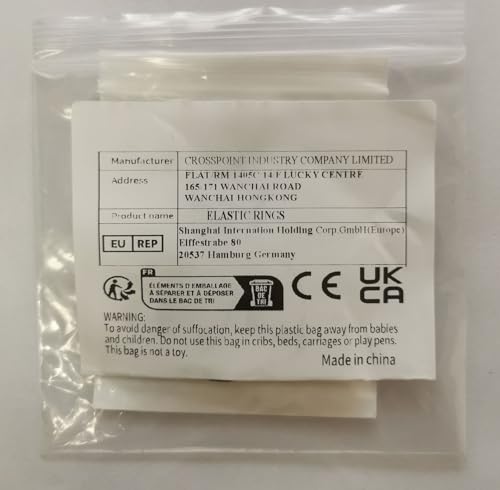 Manufacturer CROSSPOINT INDUSTRY COMPANY LIMITED
Address FLAT/RM 1405C 14/F LUCKY CENTRE
165-171 WANCHAI ROAD
WANCHAI HONGKONG
Product name ELASTIC RINGS
EU REP Shanghai Internation Holding Corp.GmbH(Europe)
Eiffestrabe 80
20537 Hamburg Germany
FR
ÉLÉMENTS D'EMBALLAGE
À SÉPARER ET À DÉPOSER
DANS LE BAC DE TRI
BAC
DE
TRI
CE
UK
CA
WARNING:
To avoid danger of suffocation, keep this plastic bag away from babies
and children. Do not use this bag in cribs, beds, carriages or play pens.
This bag is not a toy.
Made in china